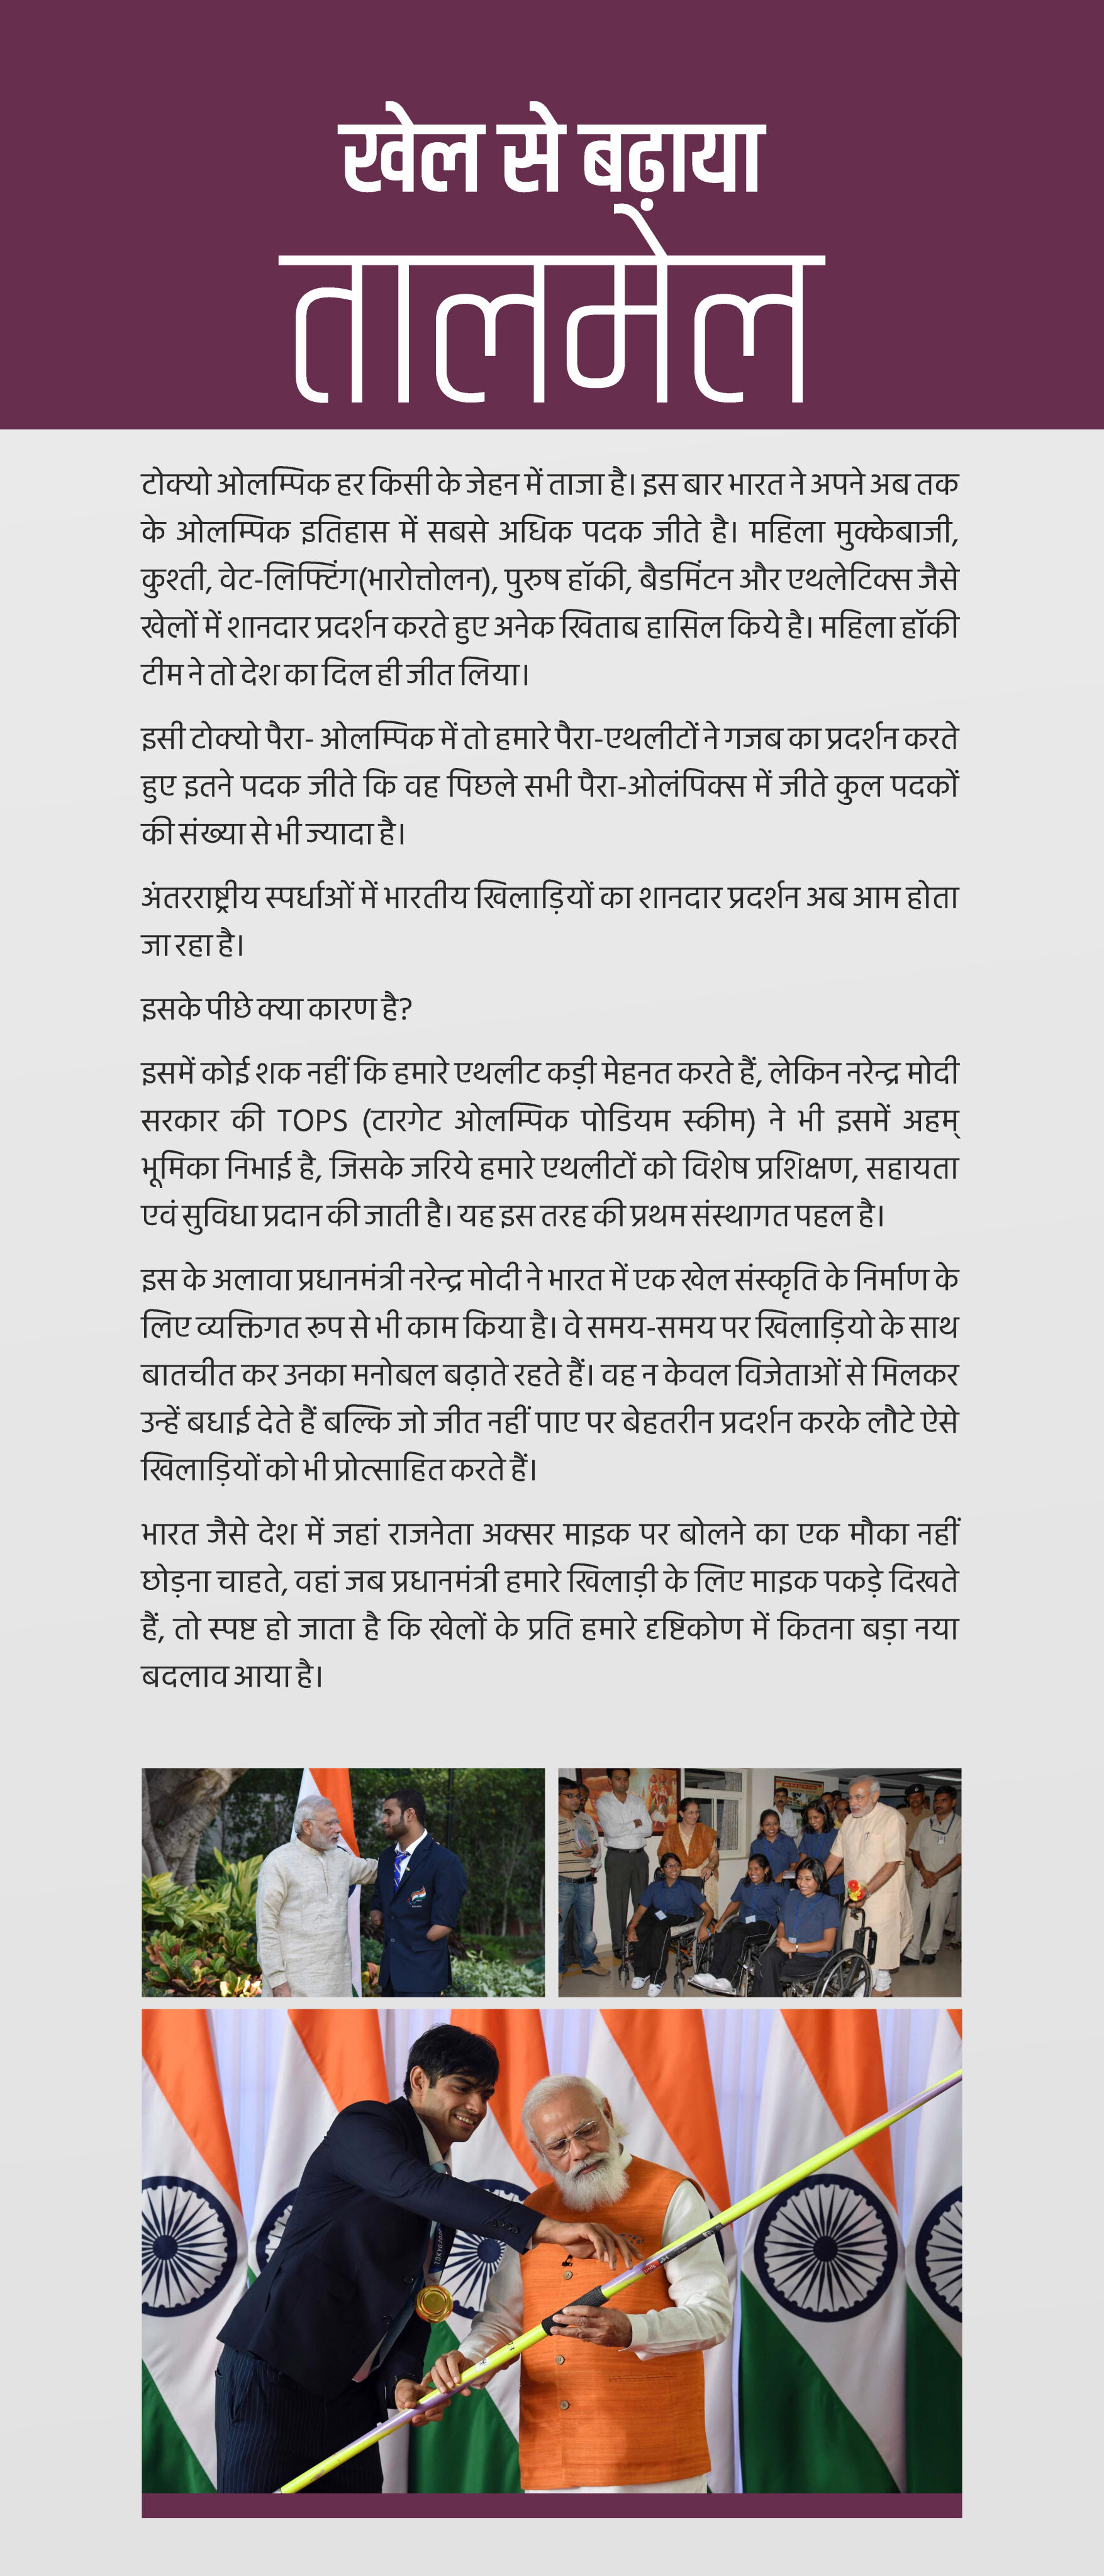 खेल से बढ़ाया
तालमेल
टोक्यो ओलम्पिक हर किसी के जेहन में ताजा है। इस बार भारत ने अपने अब तक
के ओलम्पिक इतिहास में सबसे अधिक पदक जीते है। महिला मुक्केबाजी,
कुश्ती, वेट-लिफ्टिंग(भारोत्तोलन), पुरुष हॉकी, बैडमिंटन और एथलेटिक्स जैसे
खेलों में शानदार प्रदर्शन करते हुए अनेक खिताब हासिल किये है। महिला हॉकी
टीम ने तो देश का दिल ही जीत लिया।
इसी टोक्यो पैरा- ओलम्पिक में तो हमारे पैरा-एथलीटों ने गजब का प्रदर्शन करते
हुए इतने पदक जीते कि वह पिछले सभी पैरा-ओलंपिक्स में जीते कुल पदकों
की संख्या से भी ज्यादा है।
अंतरराष्ट्रीय स्पर्धाओं में भारतीय खिलाड़ियों का शानदार प्रदर्शन अब आम होता
जा रहा है।
इसके पीछे क्या कारण है?
इसमें कोई शक नहीं कि हमारे एथलीट कड़ी मेहनत करते हैं, लेकिन नरेन्द्र मोदी
सरकार की TOPS (टारगेट ओलम्पिक पोडियम स्कीम) ने भी इसमें अहम्
भूमिका निभाई है, जिसके जरिये हमारे एथलीटों को विशेष प्रशिक्षण, सहायता
एवं सुविधा प्रदान की जाती है। यह इस तरह की प्रथम संस्थागत पहल है।
इस के अलावा प्रधानमंत्री नरेन्द्र मोदी ने भारत में एक खेल संस्कृति के निर्माण के
लिए व्यक्तिगत रूप से भी काम किया है। वे समय-समय पर खिलाड़ियो के साथ
बातचीत कर उनका मनोबल बढ़ाते रहते हैं। वह न केवल विजेताओं से मिलकर
उन्हें बधाई देते हैं बल्कि जो जीत नहीं पाए पर बेहतरीन प्रदर्शन करके लौटे ऐसे
खिलाड़ियों को भी प्रोत्साहित करते हैं।
भारत जैसे देश में जहां राजनेता अक्सर माइक पर बोलने का एक मौका नहीं
छोड़ना चाहते, वहां जब प्रधानमंत्री हमारे खिलाड़ी के लिए माइक पकड़े दिखते
हैं, तो स्पष्ट हो जाता है कि खेलों के प्रति हमारे दृष्टिकोण में कितना बड़ा नया
बदलाव आया है।